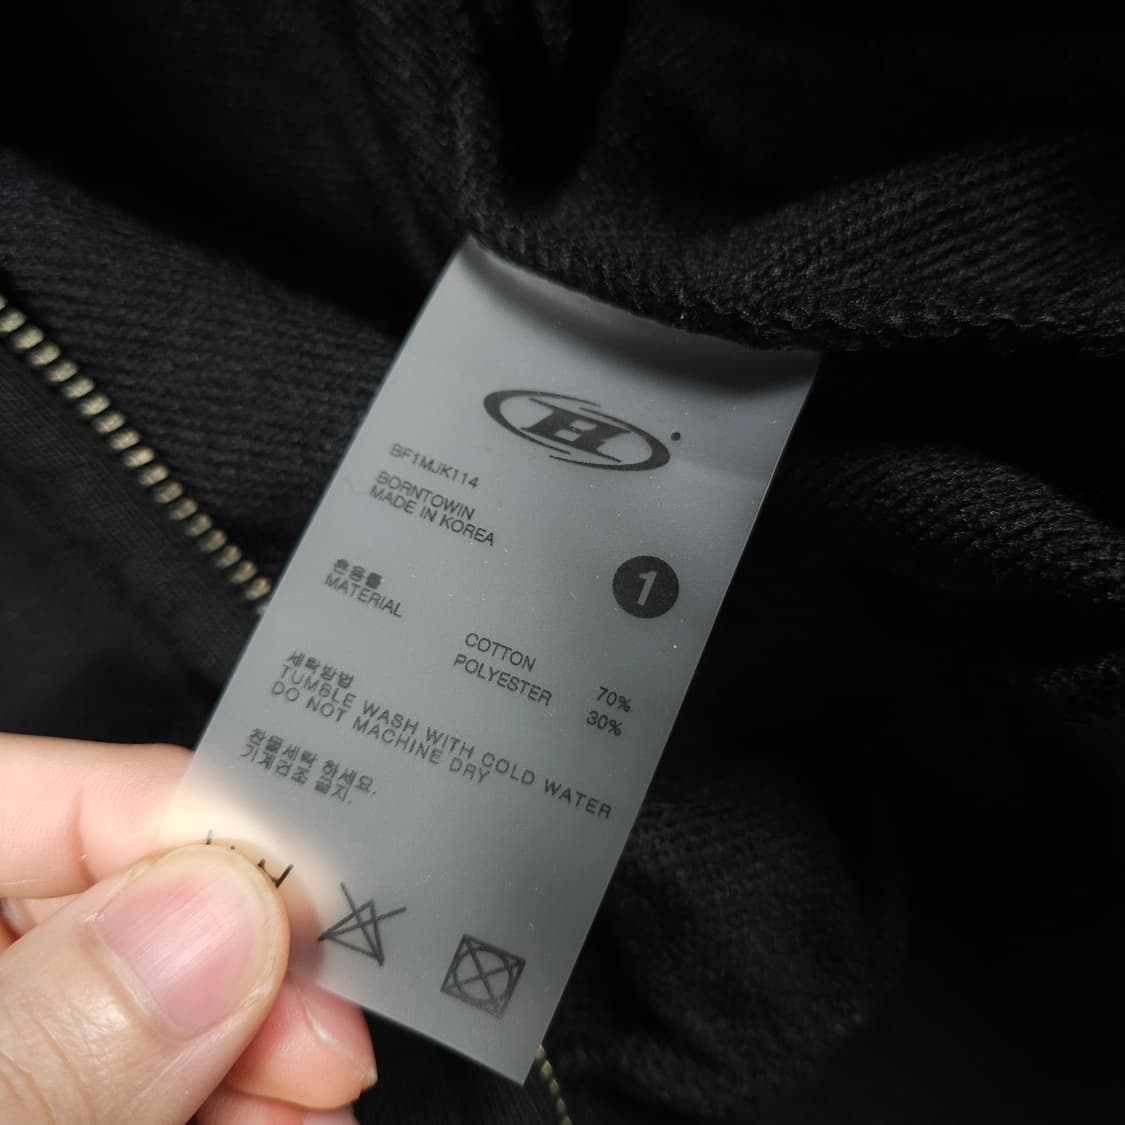 H
BF1MJK114
BORNTOWIN
MADE IN KOREA
1
혼용률
MATERIAL
COTTON 70%
POLYESTER 30%
세탁방법
TUMBLE WASH WITH COLD WATER
DO NOT MACHINE DRY
찬물세탁 하세요.
기계건조 금지.